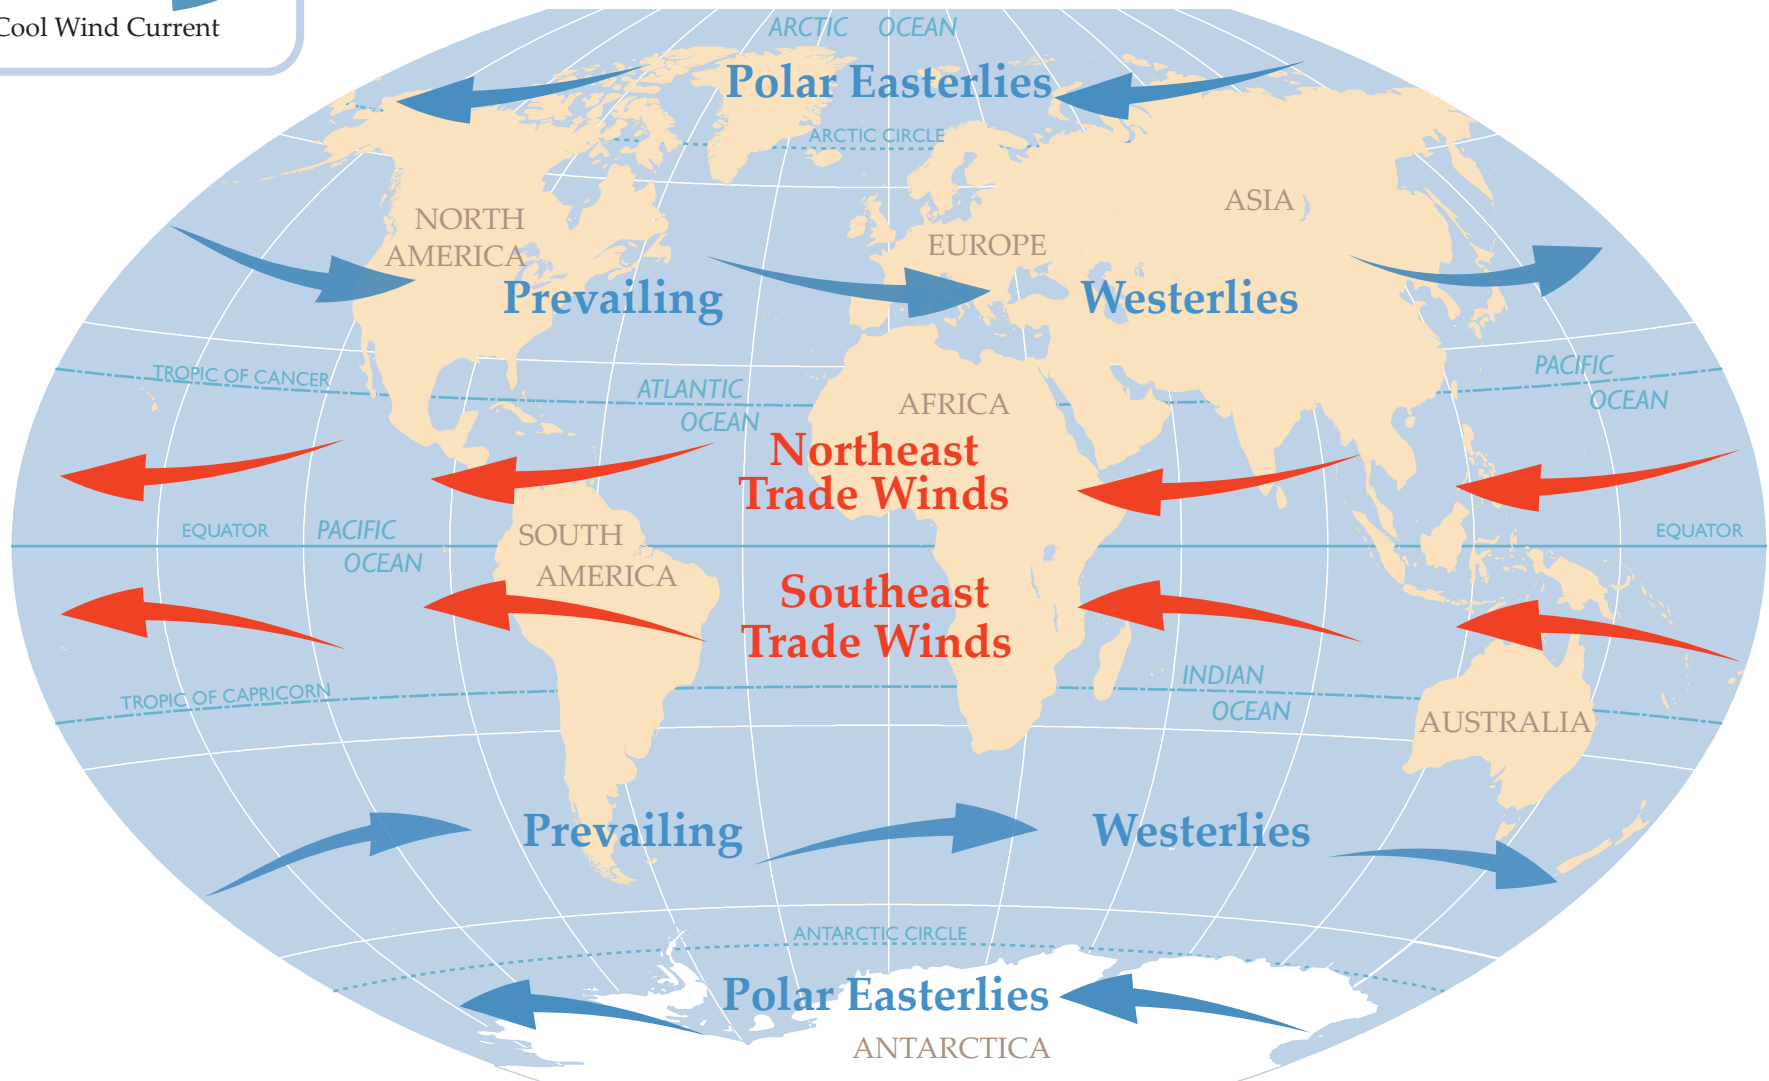 Cool Wind Current
ARCTIC OCEAN
Polar Easterlies
ARCTIC CIRCLE
NORTH
AMERICA
EUROPE
ASIA
Prevailing
Westerlies
TROPIC OF CANCER
ATLANTIC
OCEAN
AFRICA
PACIFIC
OCEAN
Northeast
Trade Winds
EQUATOR
PACIFIC
OCEAN
SOUTH
AMERICA
EQUATOR
Southeast
Trade Winds
TROPIC OF CAPRICORN
INDIAN
OCEAN
AUSTRALIA
Prevailing
Westerlies
ANTARCTIC CIRCLE
Polar Easterlies
ANTARCTICA